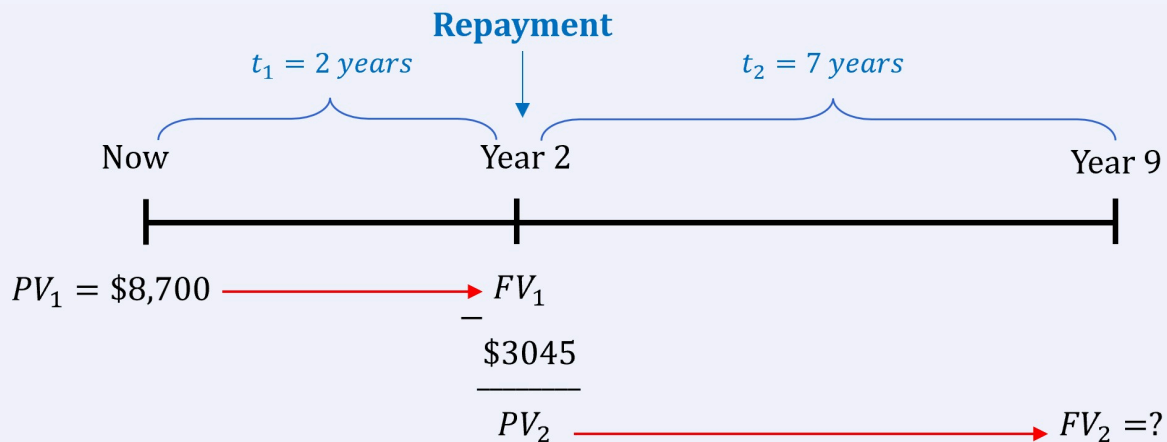 Repayment
t₁ = 2 years
t₂ = 7 years
Now
Year 2
Year 9
PV₁ = $8,700
FV₁
−
$3045
PV₂
FV₂ =?